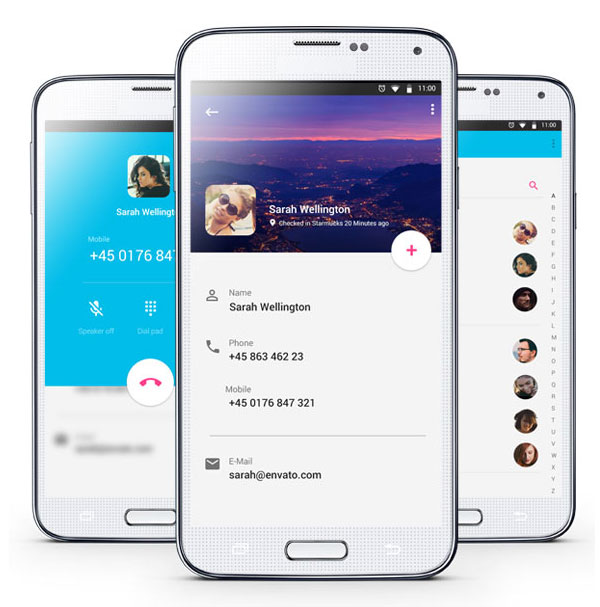 11:00
Sarah Wellington
Checked in Starmucks 20 Minutes ago
+
Name
Sarah Wellington
Phone
+45 863 462 23
Mobile
+45 0176 847 321
E-Mail
sarah@envato.com
Sarah Wellingt
Mobile
+45 0176 847
Speaker off
Dial pad
11:00
A
B
C
D
E
F
G
H
I
J
K
L
M
N
O
P
Q
R
S
T
U
V
W
X
Y
Z